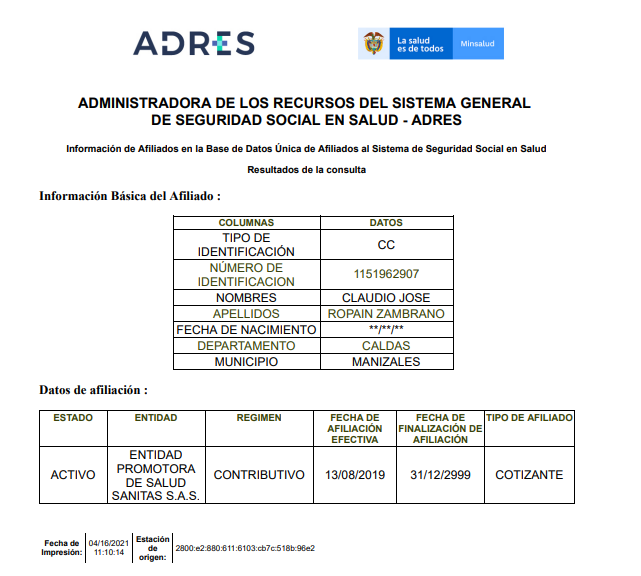 ADRES
La salud
es de todos
Minsalud
ADMINISTRADORA DE LOS RECURSOS DEL SISTEMA GENERAL
DE SEGURIDAD SOCIAL EN SALUD - ADRES
Información de Afiliados en la Base de Datos Única de Afiliados al Sistema de Seguridad Social en Salud
Resultados de la consulta
Información Básica del Afiliado :
COLUMNAS DATOS
TIPO DE
IDENTIFICACIÓN CC
NÚMERO DE
IDENTIFICACION 1151962907
NOMBRES CLAUDIO JOSE
APELLIDOS ROPAIN ZAMBRANO
FECHA DE NACIMIENTO **/**/**
DEPARTAMENTO CALDAS
MUNICIPIO MANIZALES
Datos de afiliación :
ESTADO ENTIDAD REGIMEN FECHA DE AFILIACIÓN EFECTIVA FECHA DE FINALIZACIÓN DE AFILIACIÓN TIPO DE AFILIADO
ACTIVO ENTIDAD PROMOTORA DE SALUD SANITAS S.A.S. CONTRIBUTIVO 13/08/2019 31/12/2999 COTIZANTE
Fecha de Impresión: 04/16/2021 11:10:14 Estación de origen: 2800:e2:880:611:6103:cb7c:518b:96e2